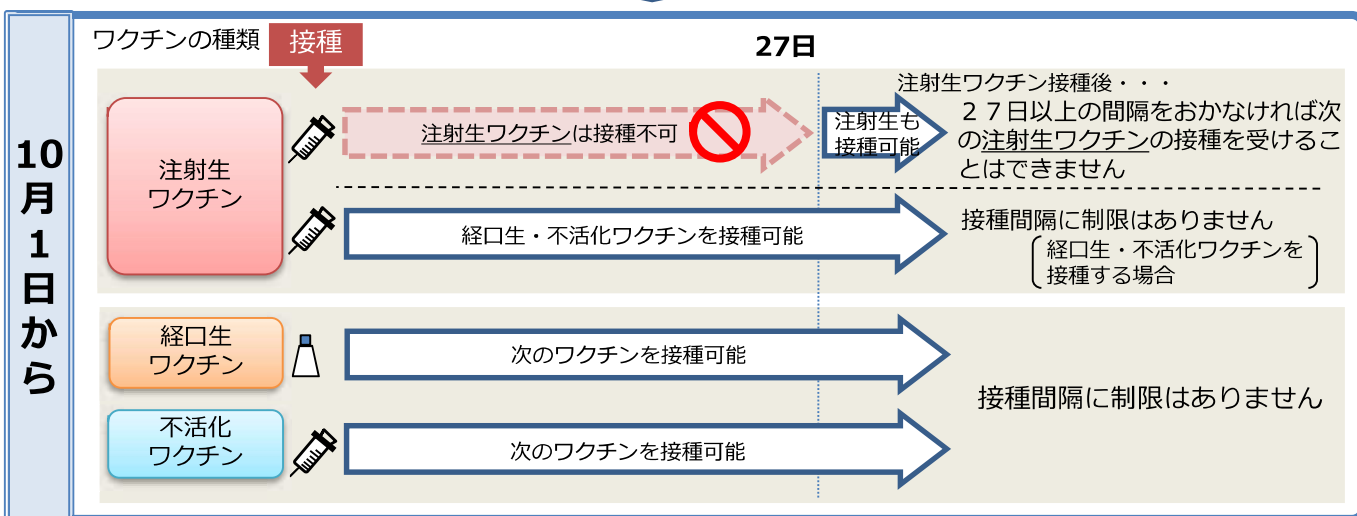 10月1日から
ワクチンの種類
接種
27日
注射生
ワクチン
注射生ワクチンは接種不可
注射生も
接種可能
注射生ワクチン接種後・・・
２７日以上の間隔をおかなければ次
の注射生ワクチンの接種を受けるこ
とはできません
経口生・不活化ワクチンを接種可能
接種間隔に制限はありません
経口生・不活化ワクチンを
接種する場合
経口生
ワクチン
次のワクチンを接種可能
接種間隔に制限はありません
不活化
ワクチン
次のワクチンを接種可能